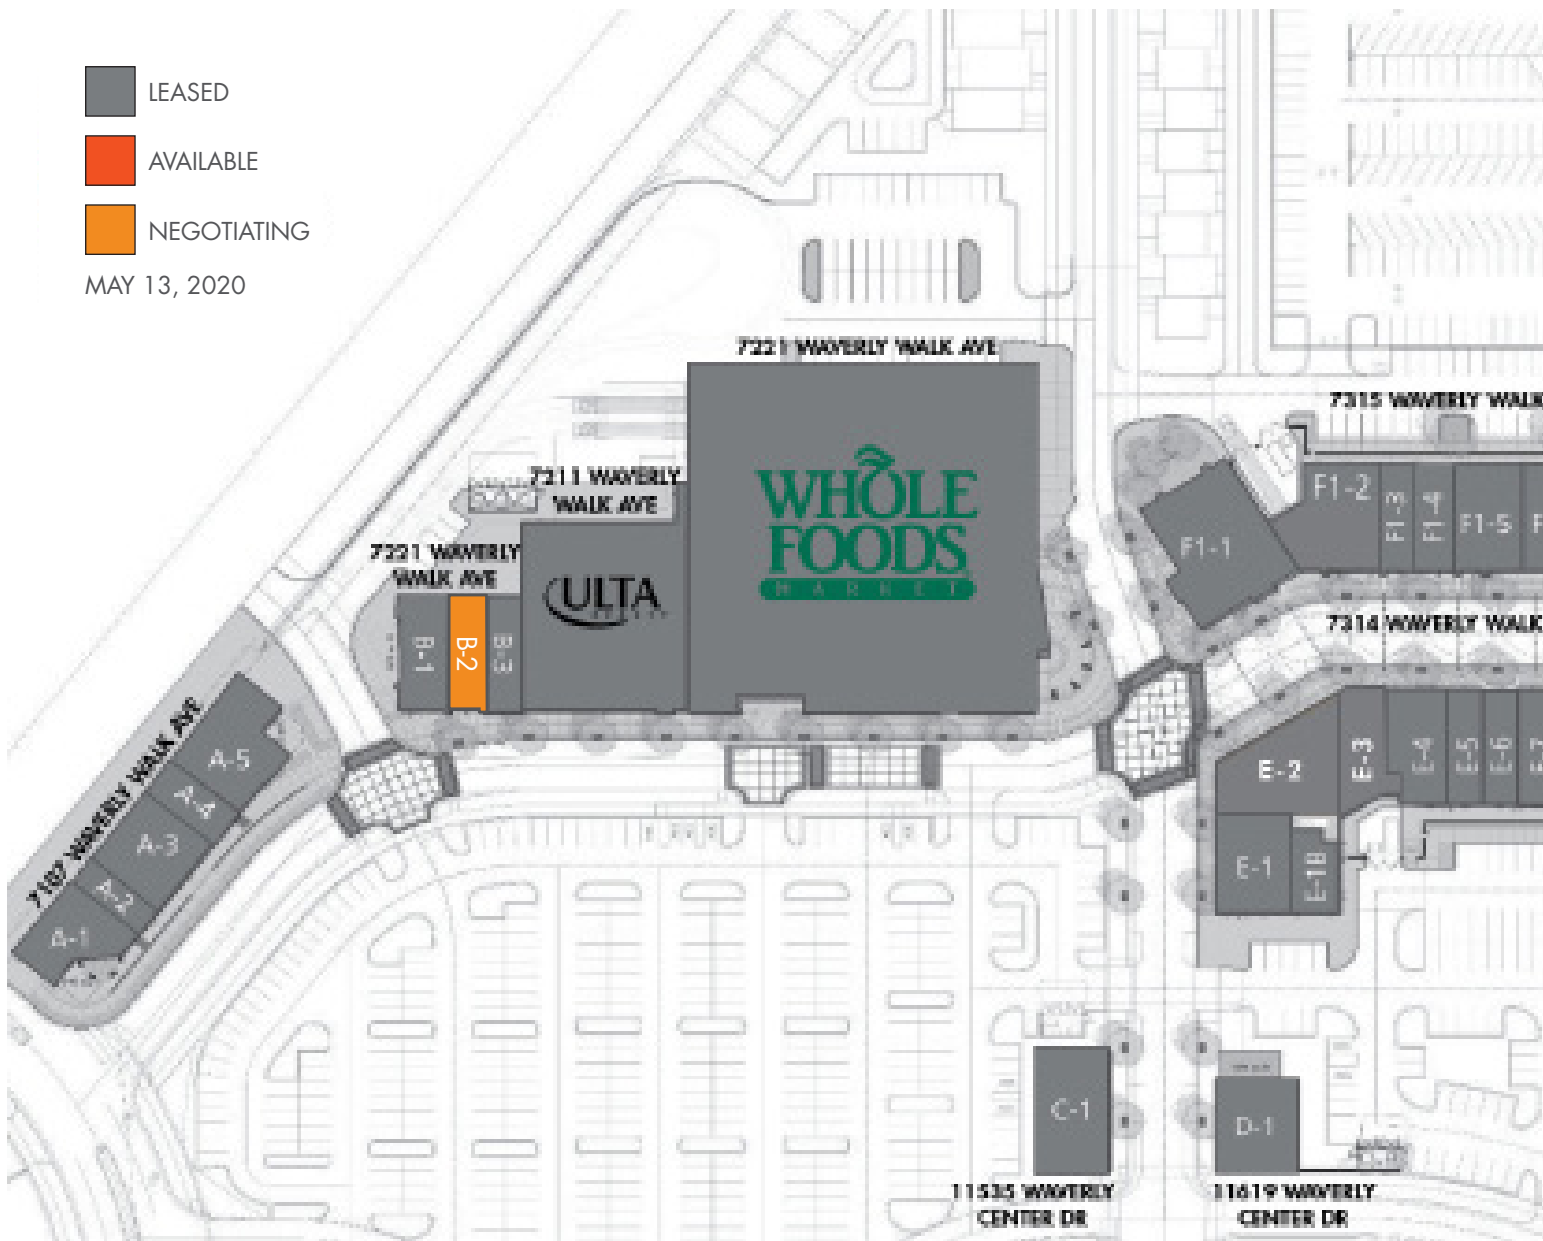 LEASED
AVAILABLE
NEGOTIATING
MAY 13, 2020
7221 WAVERLY WALK AVE
7315 WAVERLY WALK
7211 WAVERLY
WALK AVE
WHOLE
FOODS
MARKET
F1-2
F1-3
F1-4
F1-5
F
F1-1
7221 WAVERLY
WALK AVE
ULTA
B-1
B-2
B-3
7314 WAVERLY WALK
7107 WAVERLY WALK AVE
A-5
A-4
A-3
A-2
A-1
E-2
E-3
E-4
E-5
E-6
E-7
E-1
E-1B
C-1
D-1
11535 WAVERLY
CENTER DR
11619 WAVERLY
CENTER DR